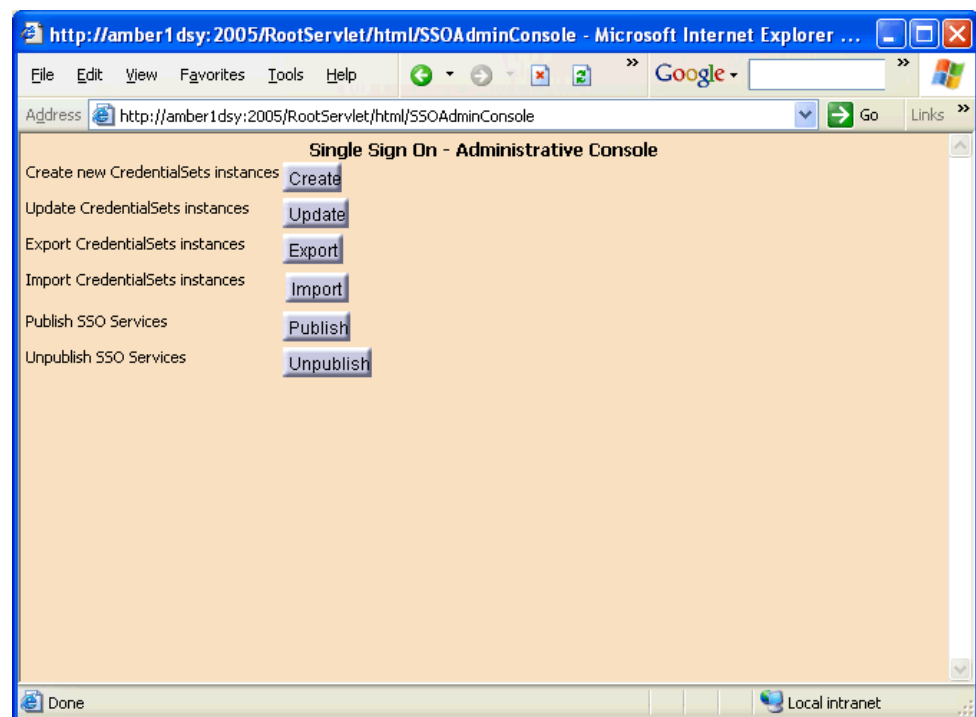 http://amber1dsy:2005/RootServlet/html/SSOAdminConsole - Microsoft Internet Explorer ...
File Edit View Favorites Tools Help » Google »
Address http://amber1dsy:2005/RootServlet/html/SSOAdminConsole Go Links »
Single Sign On - Administrative Console
Create new CredentialSets instances Create
Update CredentialSets instances Update
Export CredentialSets instances Export
Import CredentialSets instances Import
Publish SSO Services Publish
Unpublish SSO Services Unpublish
Done Local intranet